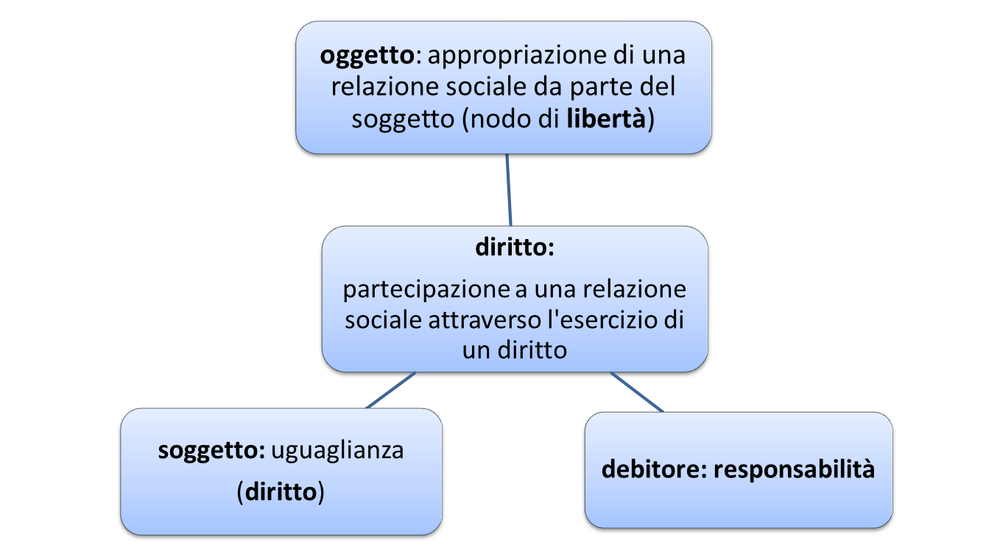 oggetto: appropriazione di una
relazione sociale da parte del
soggetto (nodo di libertà)
diritto:
partecipazione a una relazione
sociale attraverso l'esercizio di
un diritto
soggetto: uguaglianza
(diritto)
debitore: responsabilità